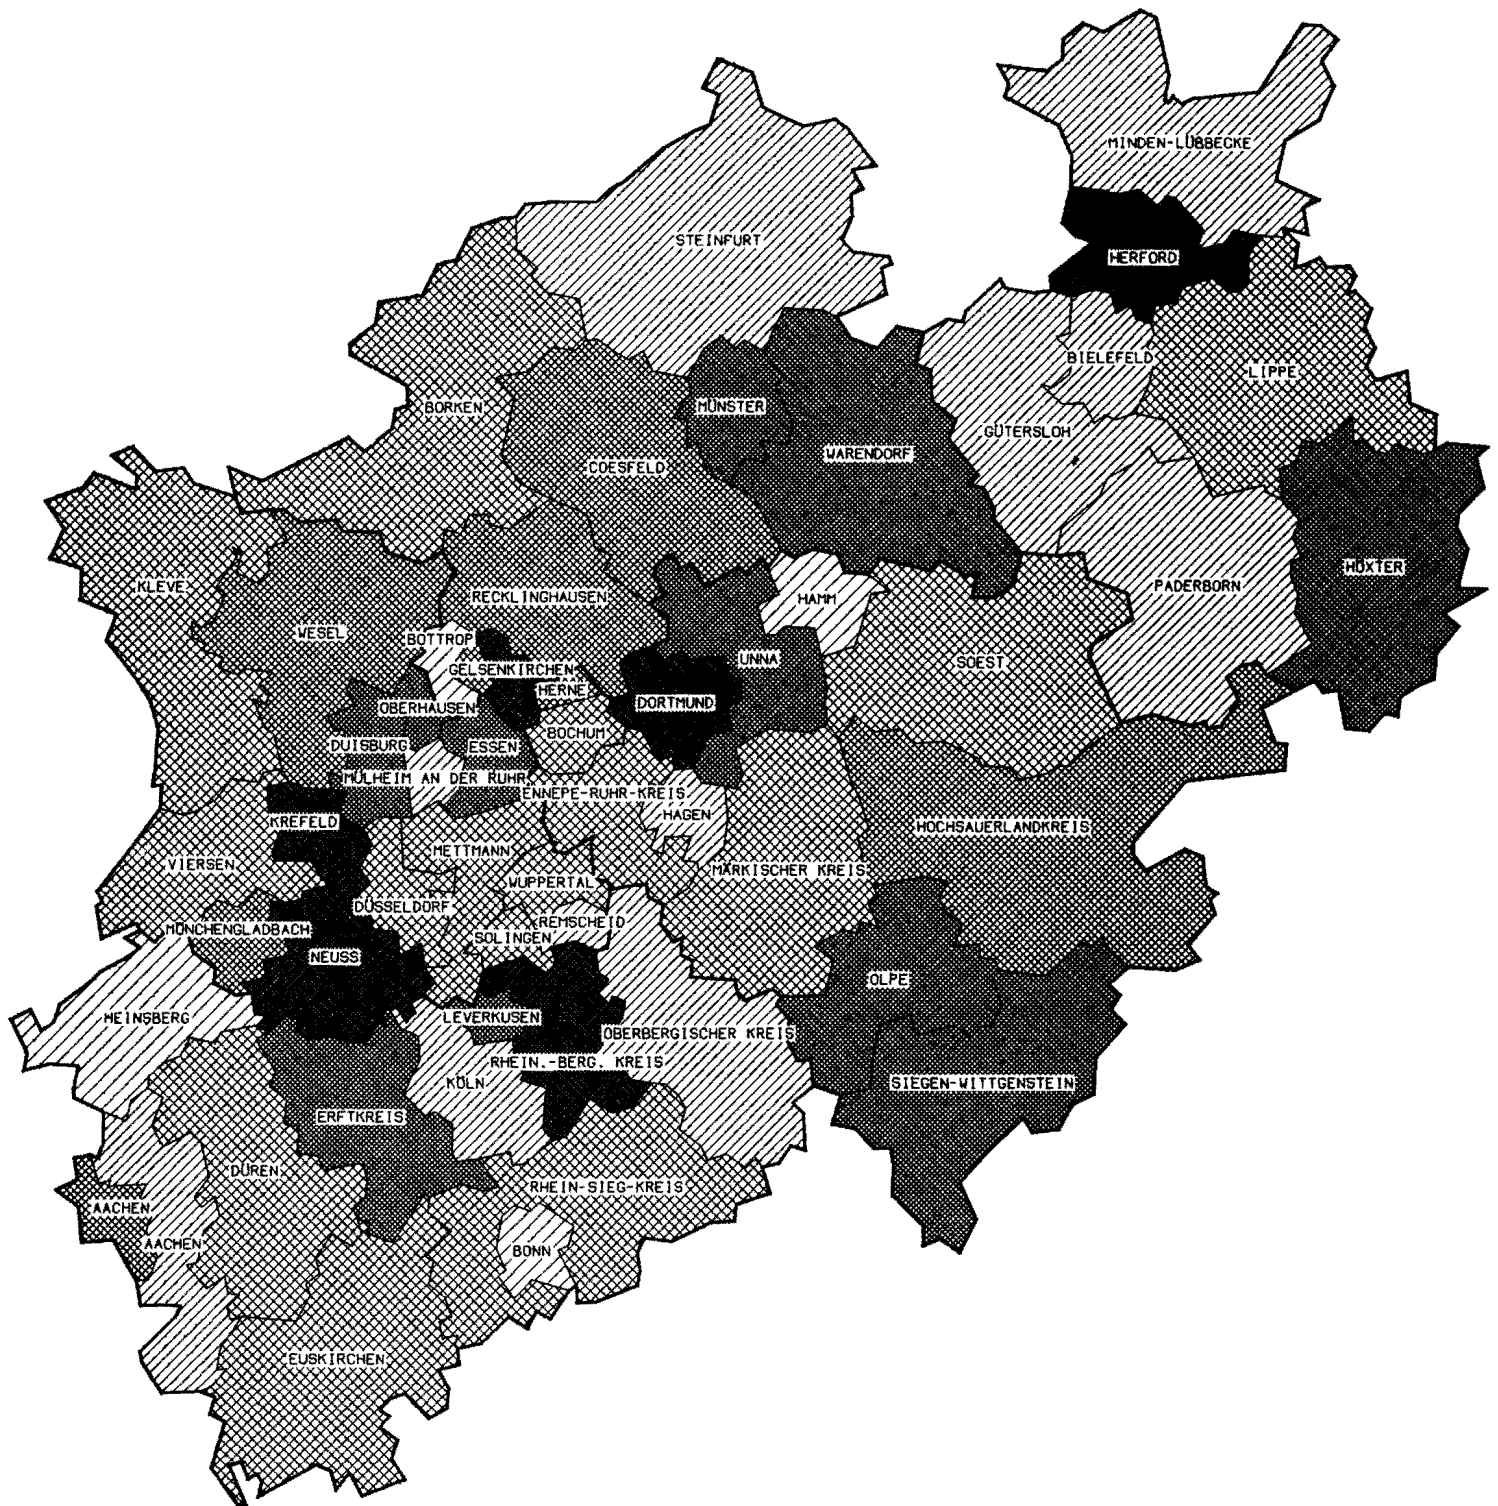 MINDEN-LÜBBECKE
STEINFURT
HERFORD
BIELEFELD
LIPPE
BORKEN
MÜNSTER
GÜTERSLOH
WARENDORF
COESFELD
HÖXTER
KLEVE
PADERBORN
RECKLINGHAUSEN
HAMM
WESEL
BOTTROP
UNNA
SOEST
GELSENKIRCHEN
HERNE
DORTMUND
OBERHAUSEN
BOCHUM
DUISBURG
ESSEN
MÜLHEIM AN DER RUHR
ENNEPE-RUHR-KREIS
HAGEN
KREFELD
HOCHSAUERLANDKREIS
METTMANN
VIERSEN
MÄRKISCHER KREIS
WUPPERTAL
DÜSSELDORF
REMSCHEID
MÖNCHENGLADBACH
SOLINGEN
NEUSS
OLPE
HEINSBERG
LEVERKUSEN
OBERBERGISCHER KREIS
RHEIN.-BERG. KREIS
KÖLN
SIEGEN-WITTGENSTEIN
ERFTKREIS
DÜREN
RHEIN-SIEG-KREIS
AACHEN
AACHEN
BONN
EUSKIRCHEN